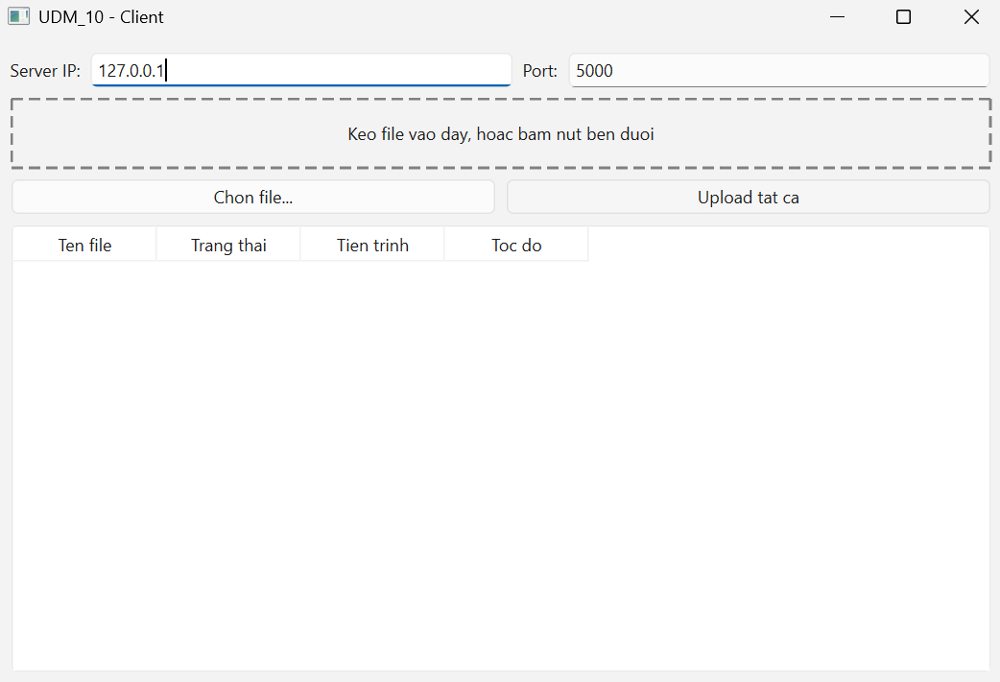 UDM_10 - Client
Server IP: 127.0.0.1 Port: 5000
Keo file vao day, hoac bam nut ben duoi
Chon file... Upload tat ca
Ten file Trang thai Tien trinh Toc do